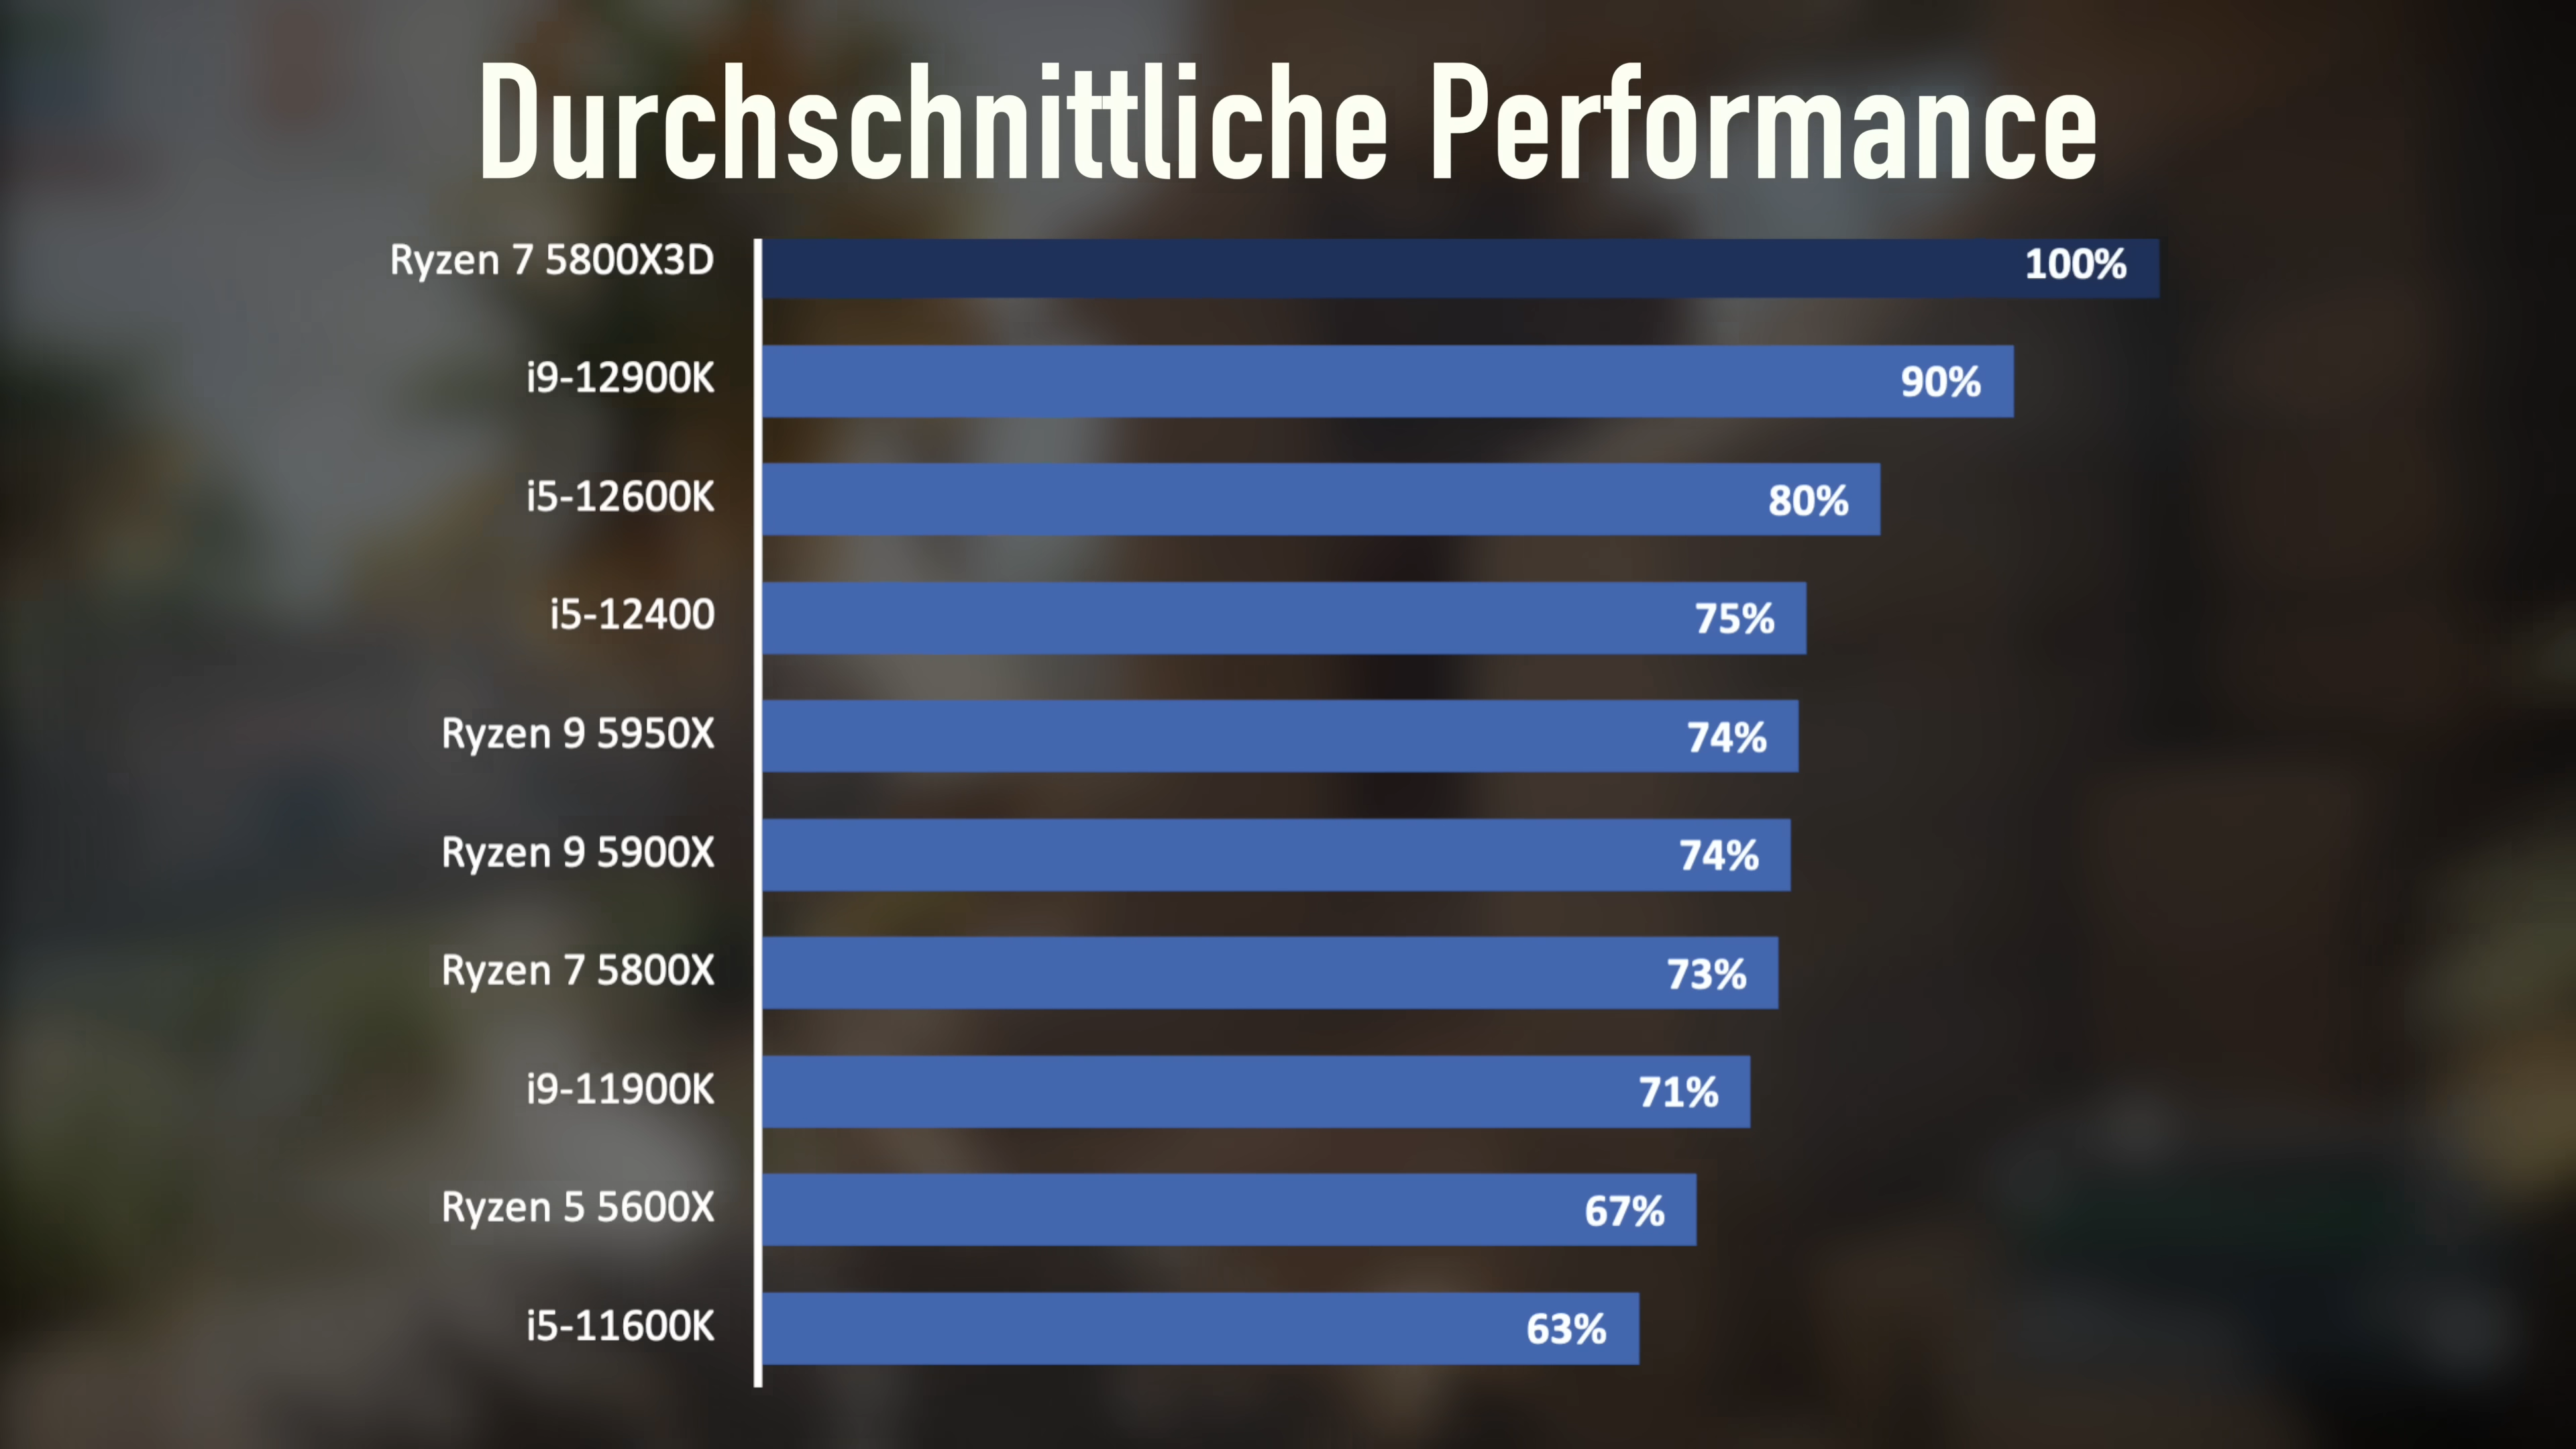 Durchschnittliche Performance
Ryzen 7 5800X3D 100%
i9-12900K 90%
i5-12600K 80%
i5-12400 75%
Ryzen 9 5950X 74%
Ryzen 9 5900X 74%
Ryzen 7 5800X 73%
i9-11900K 71%
Ryzen 5 5600X 67%
i5-11600K 63%